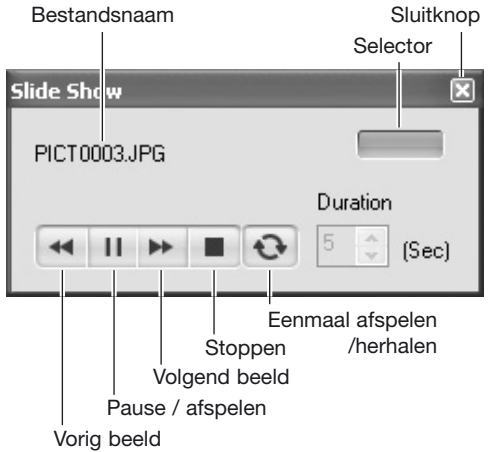 Bestandsnaam
Sluitknop
Selector
Slide Show
PICT0003.JPG
Duration
5
(Sec)
Eenmaal afspelen
/herhalen
Stoppen
Volgend beeld
Pause / afspelen
Vorig beeld